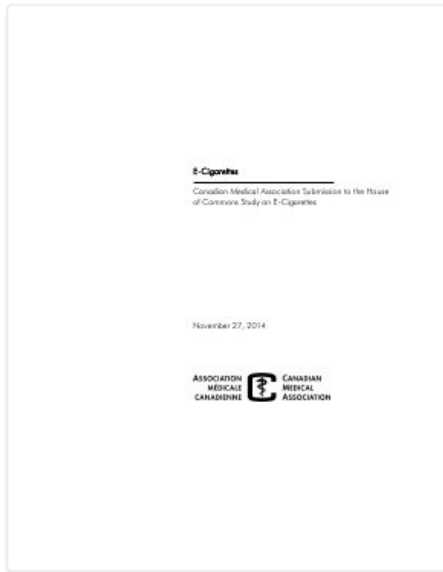 E-Cigarettes
Canadian Medical Association Submission to the House
of Commons Study on E-Cigarettes
November 27, 2014
ASSOCIATION
MÉDICALE
CANADIENNE
CANADIAN
MEDICAL
ASSOCIATION